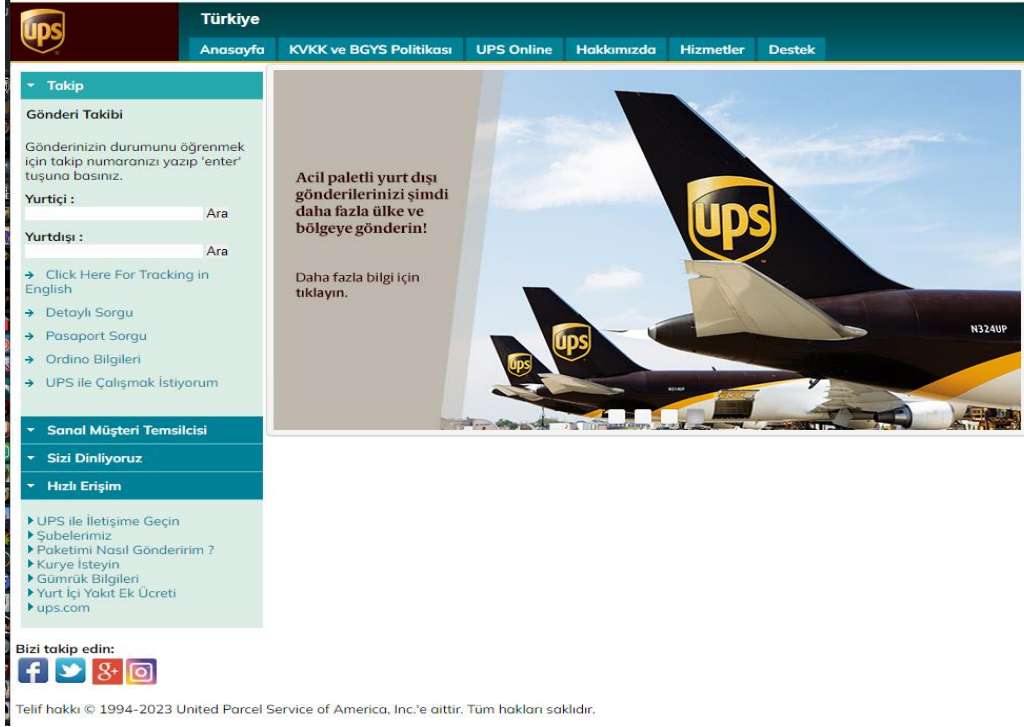 ups
Türkiye
Anasayfa
KVKK ve BGYS Politikası
UPS Online
Hakkımızda
Hizmetler
Destek
Takip
Gönderi Takibi
Gönderinizin durumunu öğrenmek
için takip numaranızı yazıp 'enter'
tuşuna basınız.
Yurtiçi :
Ara
Yurtdışı :
Ara
Click Here For Tracking in
English
Detaylı Sorgu
Pasaport Sorgu
Ordino Bilgileri
UPS ile Çalışmak İstiyorum
Sanal Müşteri Temsilcisi
Sizi Dinliyoruz
Hızlı Erişim
UPS ile İletişime Geçin
Şubelerimiz
Paketimi Nasıl Gönderirim ?
Kurye İsteyin
Gümrük Bilgileri
Yurt İçi Yakıt Ek Ücreti
ups.com
Acil paletli yurt dışı
gönderilerinizi şimdi
daha fazla ülke ve
bölgeye gönderin!
Daha fazla bilgi için
tıklayın.
ups
ups
ups
N324UP
Bizi takip edin:
Telif hakkı © 1994-2023 United Parcel Service of America, Inc.'e aittir. Tüm hakları saklıdır.